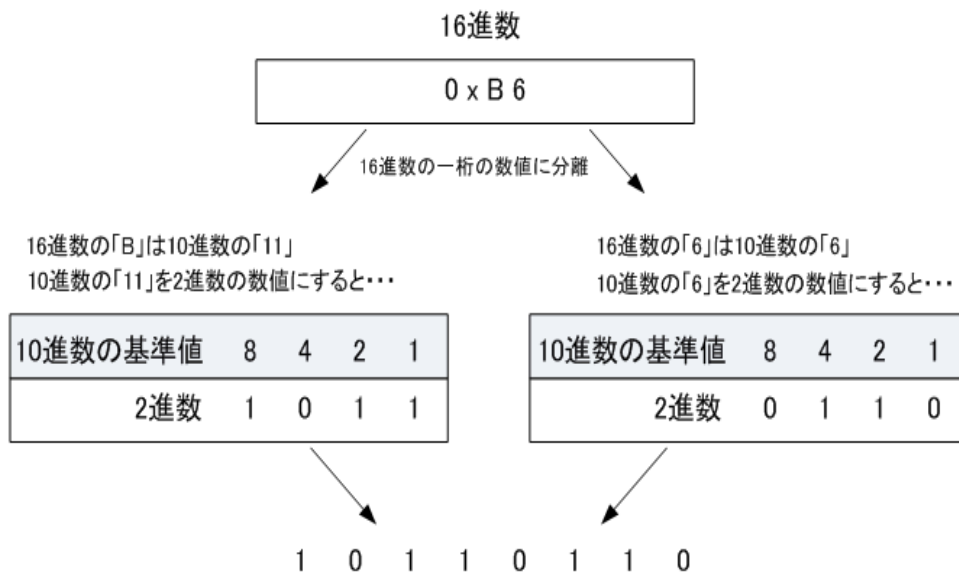 16進数
0 x B 6
16進数の一桁の数値に分離
16進数の「B」は10進数の「11」
10進数の「11」を2進数の数値にすると･･･
10進数の基準値 8 4 2 1
2進数 1 0 1 1
16進数の「6」は10進数の「6」
10進数の「6」を2進数の数値にすると･･･
10進数の基準値 8 4 2 1
2進数 0 1 1 0
1 0 1 1 0 1 1 0